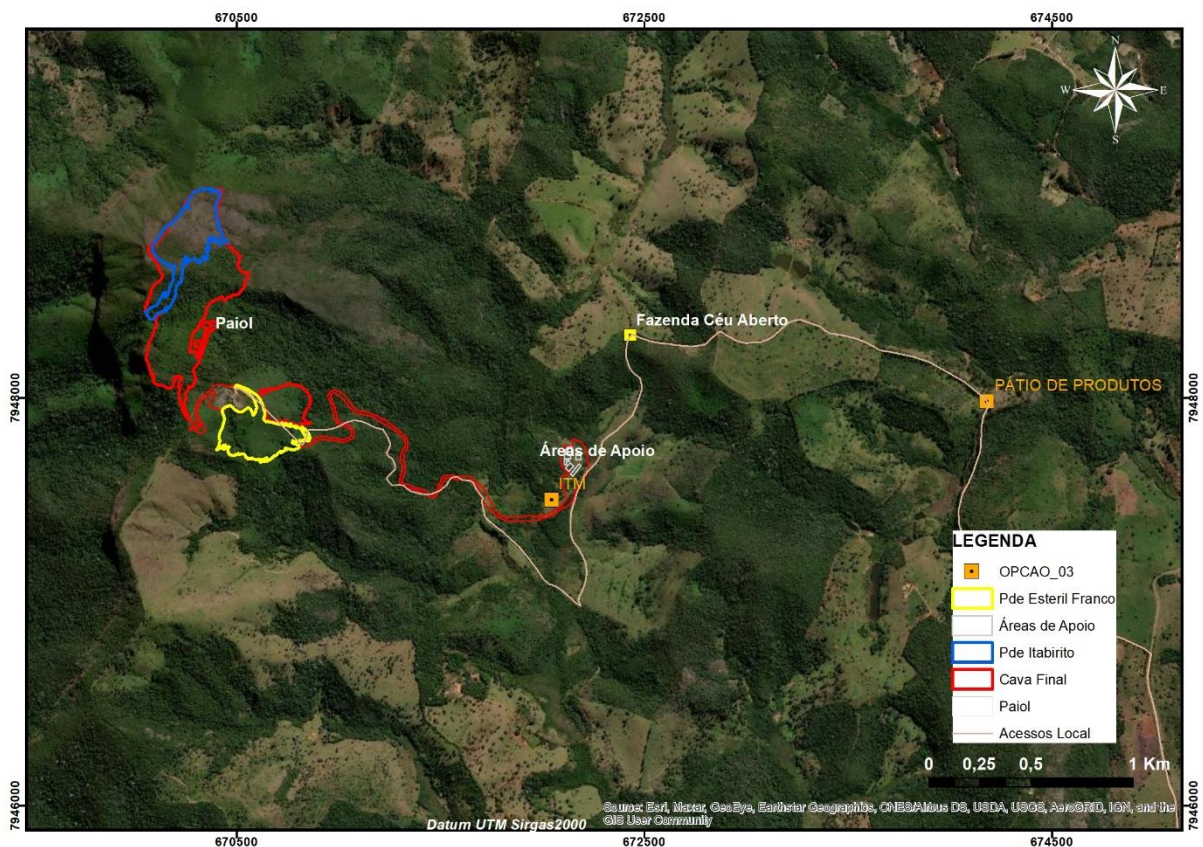 670500
672500
674500
N
W
E
S
Paiol
Fazenda Céu Aberto
7948000
7948000
PÁTIO DE PRODUTOS
Áreas de Apoio
ITM
LEGENDA
OPCAO_03
Pde Esteril Franco
Áreas de Apoio
Pde Itabirito
Cava Final
Paiol
Acessos Local
0 0,25 0,5 1 Km
7946000
7946000
Source: Esri, Maxar, GeoEye, Earthstar Geographics, CNES/Airbus DS, USDA, USGS, AeroGRID, IGN, and the
GIS User Community
Datum UTM Sirgas2000
670500
672500
674500